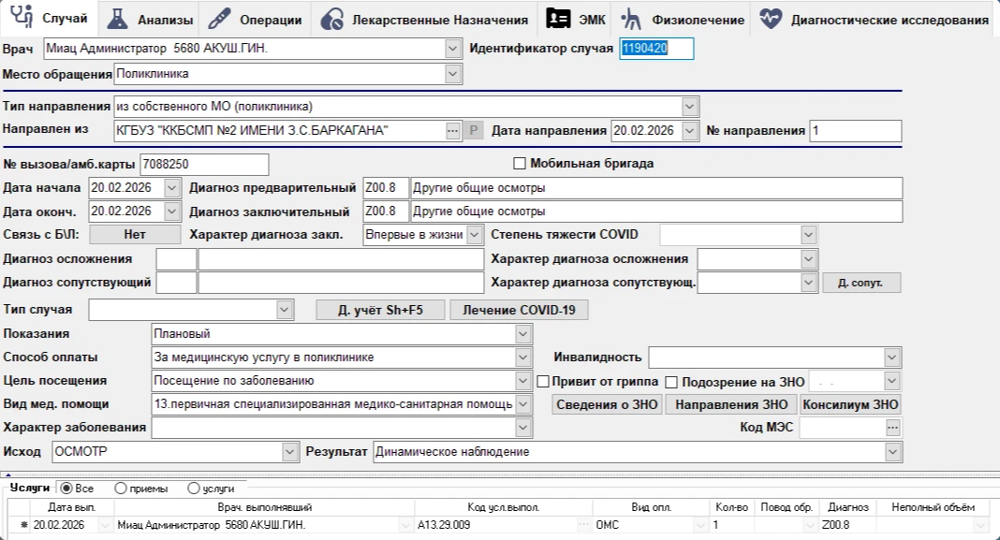 Случай Анализы Операции Лекарственные Назначения ЭМК Физиолечение Диагностические исследования
Врач Миац Администратор 5680 АКУШ.ГИН. Идентификатор случая 1190420
Место обращения Поликлиника
Тип направления из собственного МО (поликлиника)
Направлен из КГБУЗ "ККБСМП №2 ИМЕНИ З.С.БАРКАГАНА" ... Р Дата направления 20.02.2026 № направления 1
№ вызова/амб.карты 7088250 Мобильная бригада
Дата начала 20.02.2026 Диагноз предварительный Z00.8 Другие общие осмотры
Дата оконч. 20.02.2026 Диагноз заключительный Z00.8 Другие общие осмотры
Связь с Б\Л: Нет Характер диагноза закл. Впервые в жизни Степень тяжести COVID
Диагноз осложнения Характер диагноза осложнения
Диагноз сопутствующий Характер диагноза сопутствующ. Д. сопут.
Тип случая Д. учёт Sh+F5 Лечение COVID-19
Показания Плановый
Способ оплаты За медицинскую услугу в поликлинике Инвалидность
Цель посещения Посещение по заболеванию Привит от гриппа Подозрение на ЗНО . .
Вид мед. помощи 13.первичная специализированная медико-санитарная помощь Сведения о ЗНО Направления ЗНО Консилиум ЗНО
Характер заболевания Код МЭС ...
Исход ОСМОТР Результат Динамическое наблюдение
Услуги Все приемы услуги
Дата вып. Врач. выполнявший Код усл.выпол. Вид опл. Кол-во Повод обр. Диагноз Неполный объём
* 20.02.2026 Миац Администратор 5680 АКУШ.ГИН. A13.29.009 ... ОМС 1 Z00.8